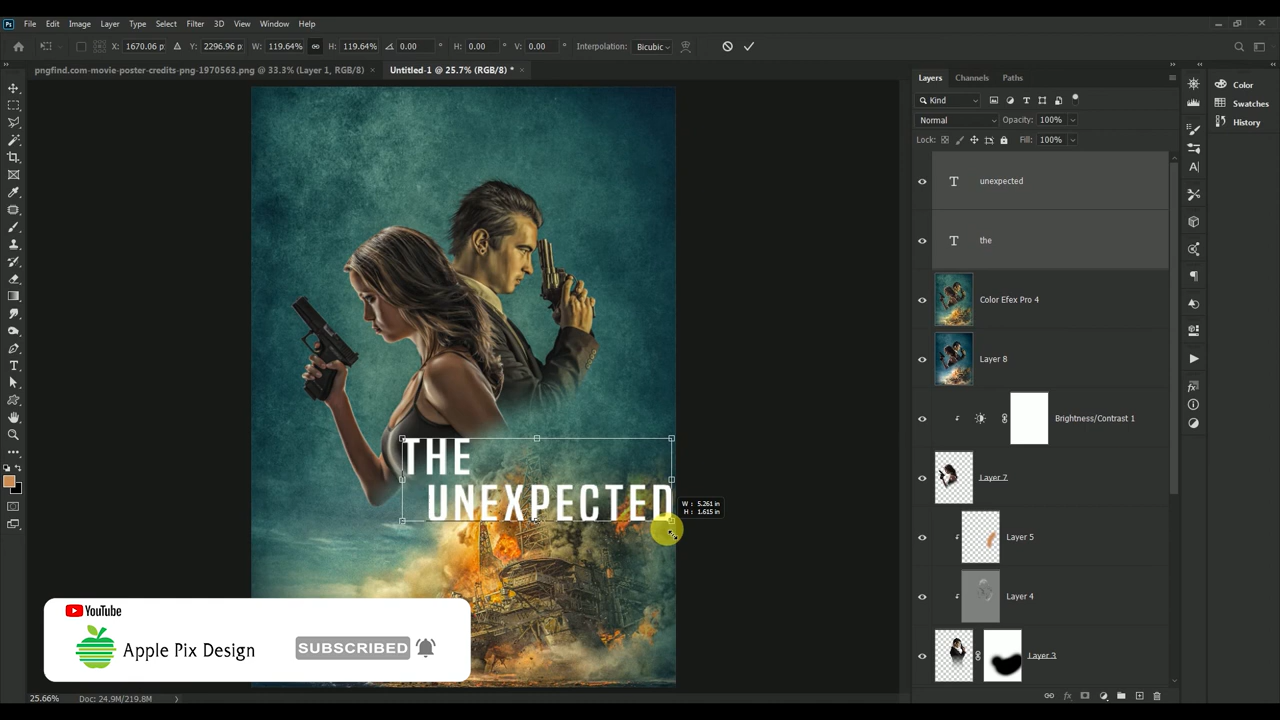 Ps File Edit Image Layer Type Select Filter 3D View Window Help
X: 1670.06 p Y: 2296.96 p W: 119.64% H: 119.64% 0.00 ° H: 0.00 ° V: 0.00 ° Interpolation: Bicubic
pngfind.com-movie-poster-credits-png-1970563.png @ 33.3% (Layer 1, RGB/8) × Untitled-1 @ 25.7% (RGB/8) * ×
Layers Channels Paths
Kind
Normal Opacity: 100%
Lock: Fill: 100%
T unexpected
T the
Color Efex Pro 4
Layer 8
Brightness/Contrast 1
Layer 7
Layer 5
Layer 4
Layer 3
Color
Swatches
History
THE
UNEXPECTED
W: 5.261 in
H: 1.615 in
YouTube
Apple Pix Design SUBSCRIBED
25.66% Doc: 24.9M/219.8M